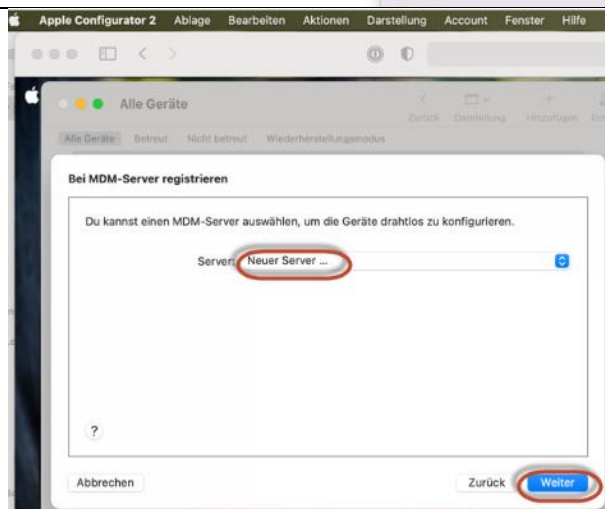 Apple Configurator 2 Ablage Bearbeiten Aktionen Darstellung Account Fenster Hilfe
Alle Geräte
Zurück Darstellung Hinzufügen
Alle Geräte Betreut Nicht betreut Wiederherstellungsmodus
Bei MDM-Server registrieren
Du kannst einen MDM-Server auswählen, um die Geräte drahtlos zu konfigurieren.
Server: Neuer Server ...
?
Abbrechen Zurück Weiter